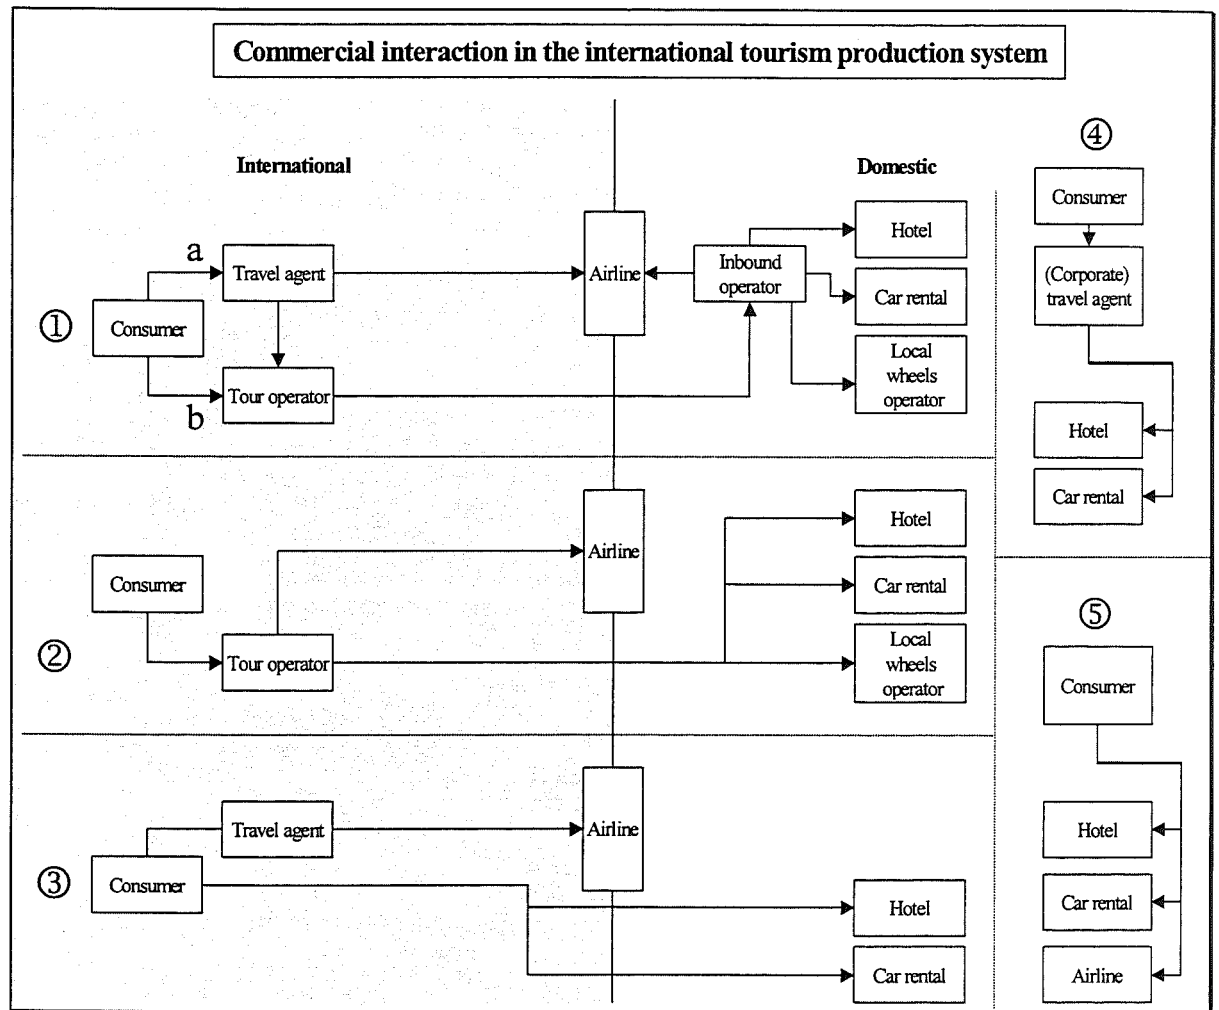 Commercial interaction in the international tourism production system
International
Domestic
①
a
b
Consumer
Travel agent
Tour operator
Airline
Inbound
operator
Hotel
Car rental
Local
wheels
operator
②
Consumer
Tour operator
Airline
Hotel
Car rental
Local
wheels
operator
③
Travel agent
Consumer
Airline
Hotel
Car rental
④
Consumer
(Corporate)
travel agent
Hotel
Car rental
⑤
Consumer
Hotel
Car rental
Airline